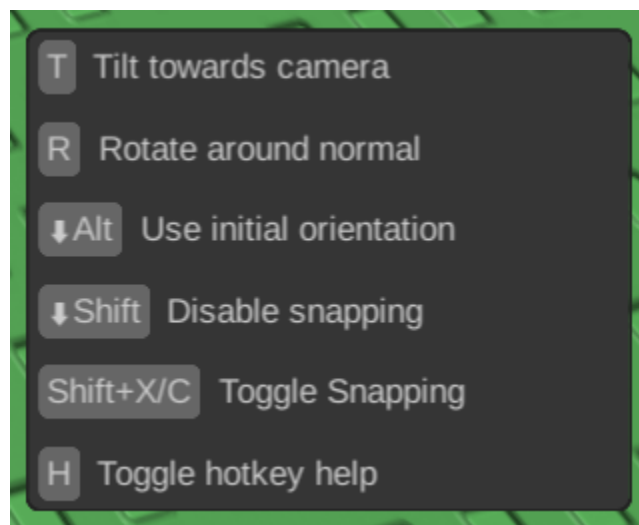 T Tilt towards camera
R Rotate around normal
⬇Alt Use initial orientation
⬇Shift Disable snapping
Shift+X/C Toggle Snapping
H Toggle hotkey help